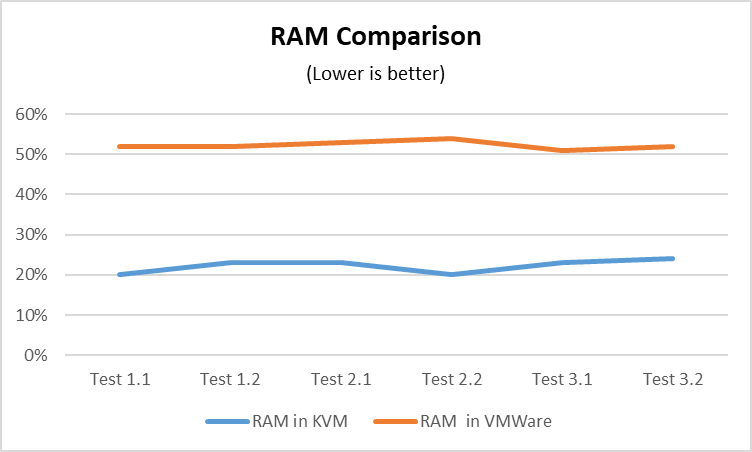 RAM Comparison
(Lower is better)
60%
50%
40%
30%
20%
10%
0%
Test 1.1 Test 1.2 Test 2.1 Test 2.2 Test 3.1 Test 3.2
RAM in KVM RAM  in VMWare